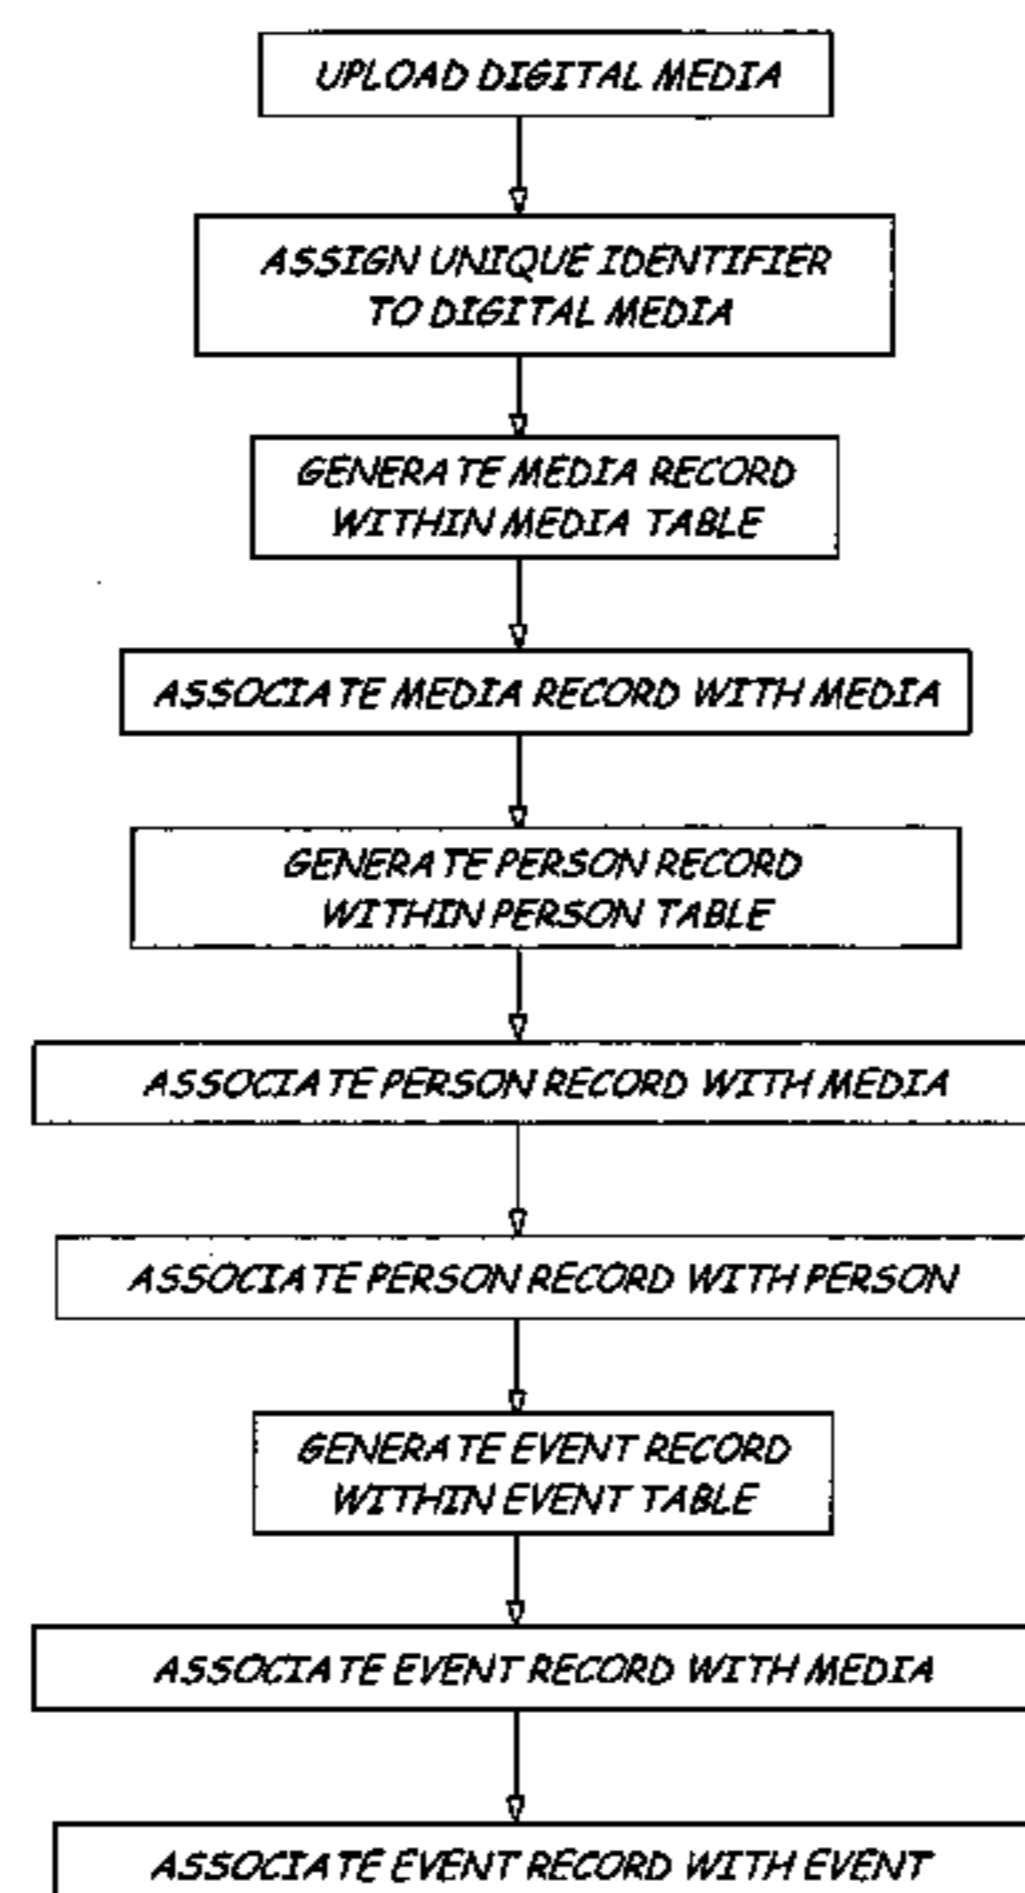 UPLOAD DIGITAL MEDIA
ASSIGN UNIQUE IDENTIFIER
TO DIGITAL MEDIA
GENERATE MEDIA RECORD
WITHIN MEDIA TABLE
ASSOCIATE MEDIA RECORD WITH MEDIA
GENERATE PERSON RECORD
WITHIN PERSON TABLE
ASSOCIATE PERSON RECORD WITH MEDIA
ASSOCIATE PERSON RECORD WITH PERSON
GENERATE EVENT RECORD
WITHIN EVENT TABLE
ASSOCIATE EVENT RECORD WITH MEDIA
ASSOCIATE EVENT RECORD WITH EVENT